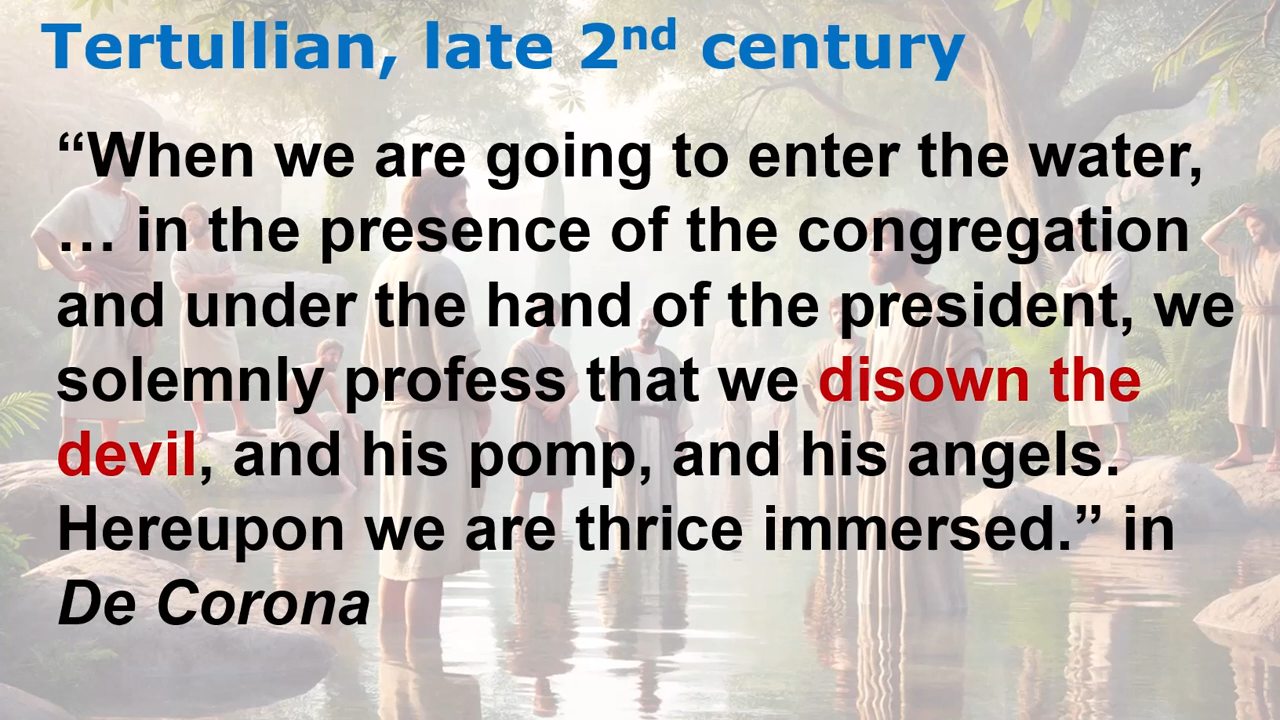 Tertullian, late 2nd century
“When we are going to enter the water,
… in the presence of the congregation
and under the hand of the president, we
solemnly profess that we disown the
devil, and his pomp, and his angels.
Hereupon we are thrice immersed.” in
De Corona